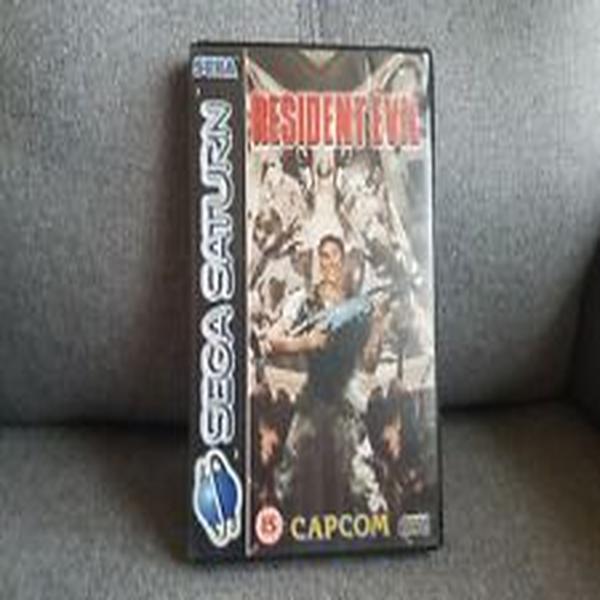 SEGA
SEGA SATURN
RESIDENT EVIL
15
CAPCOM